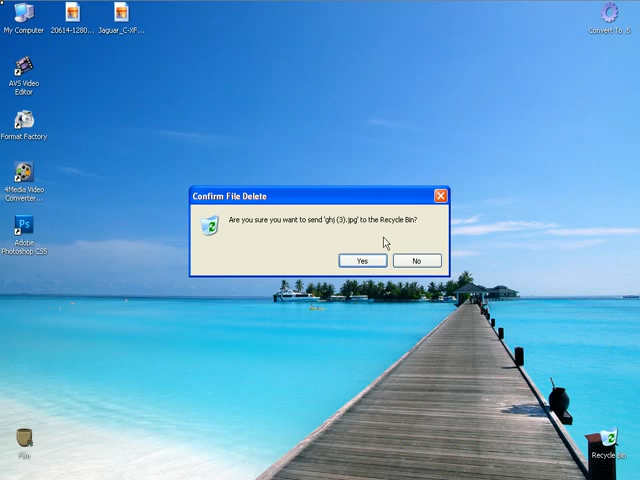 My Computer
20614-1280...
Jaguar_C-XF...
Convert To .5
AVS Video
Editor
Format Factory
4Media Video
Converter...
Adobe
Photoshop CS5
Ps
Confirm File Delete
Are you sure you want to send 'ghj (3).jpg' to the Recycle Bin?
Yes
No
Film
Recycle Bin